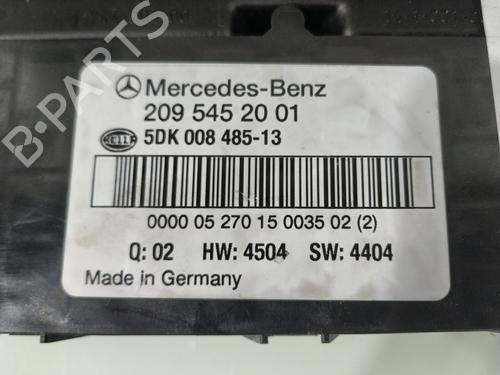 Mercedes-Benz
209 545 20 01
HELLA 5DK 008 485-13
0000 05 270 15 0035 02 (2)
Q: 02 HW: 4504 SW: 4404
Made in Germany
B-PARTS